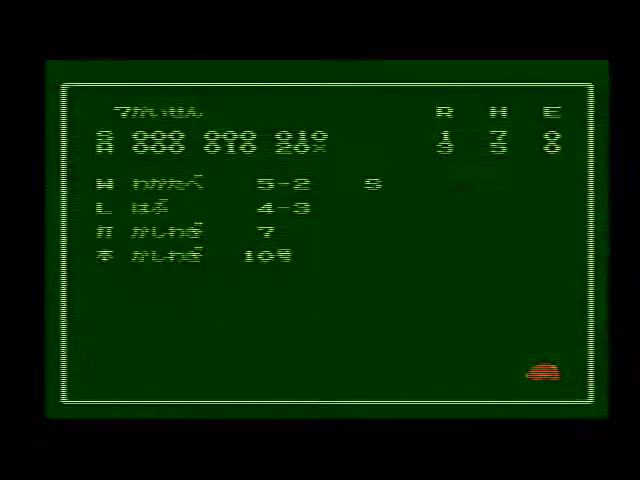 7かいせん R H E
S 000 000 010 1 7 0
A 000 010 20× 3 5 0
W わかたべ 5-2 S
L はぶ 4-3
打 かしわぎ 7
本 かしわぎ 10号